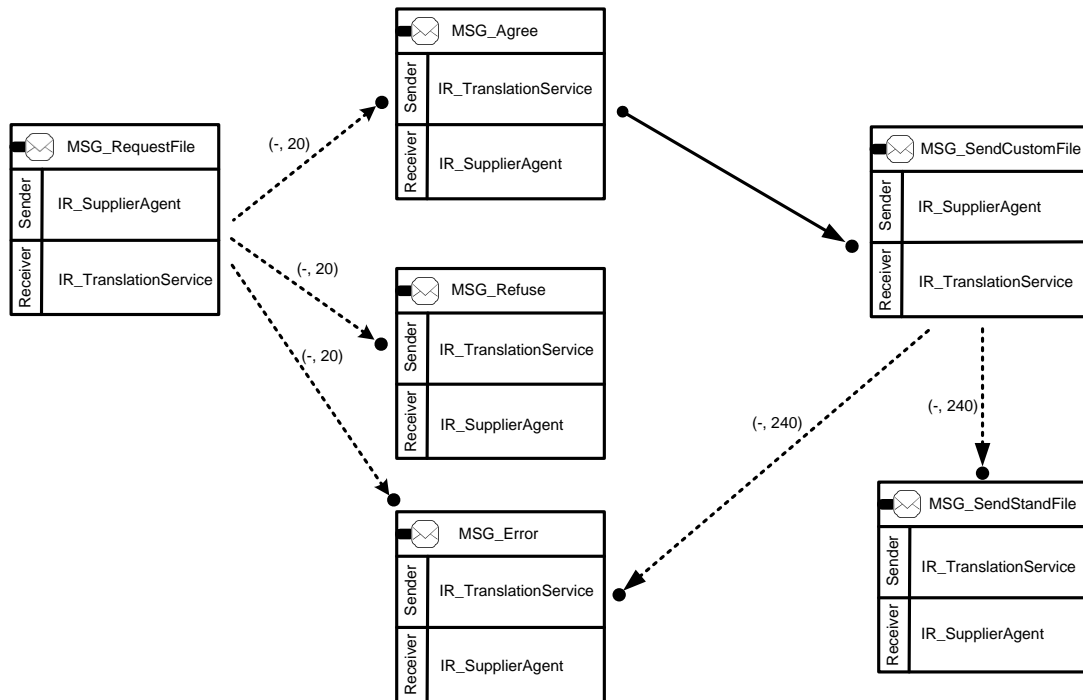 MSG_Agree
Sender
IR_TranslationService
Receiver
IR_SupplierAgent
MSG_RequestFile
Sender
IR_SupplierAgent
Receiver
IR_TranslationService
(-, 20)
MSG_SendCustomFile
Sender
IR_SupplierAgent
Receiver
IR_TranslationService
(-, 20)
MSG_Refuse
Sender
IR_TranslationService
Receiver
IR_SupplierAgent
(-, 20)
(-, 240)
(-, 240)
MSG_Error
Sender
IR_TranslationService
Receiver
IR_SupplierAgent
MSG_SendStandFile
Sender
IR_TranslationService
Receiver
IR_SupplierAgent